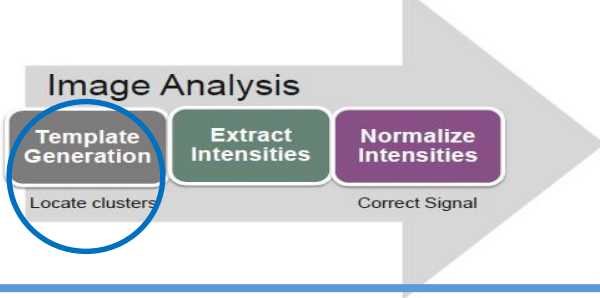 Image Analysis
Template Generation
Extract Intensities
Normalize Intensities
Locate clusters
Correct Signal